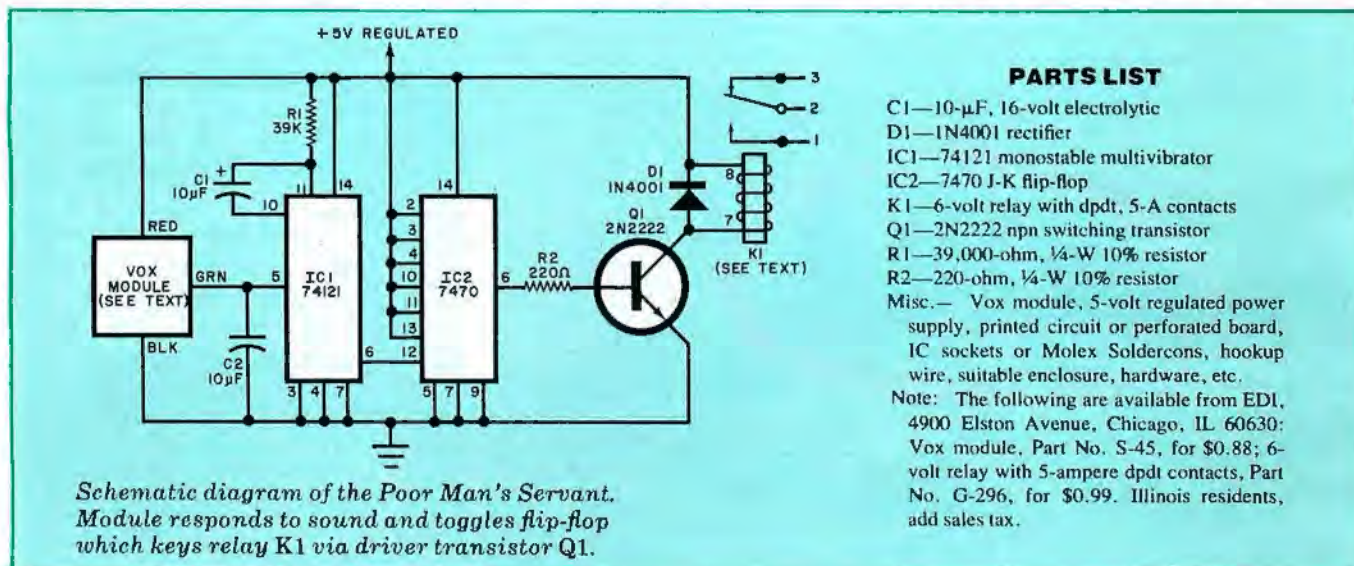 +5V REGULATED
R1
39K
C1
10µF
+
11
14
10
RED
VOX
MODULE
(SEE TEXT)
GRN
5
IC1
74121
C2
10µF
BLK
6
3
4
7
14
2
3
4
10
11
13
12
IC2
7470
6
5
7
9
R2
220Ω
Q1
2N2222
D1
1N4001
8
7
K1
(SEE TEXT)
3
2
1
Schematic diagram of the Poor Man's Servant.
Module responds to sound and toggles flip-flop
which keys relay K1 via driver transistor Q1.
PARTS LIST
C1—10-µF, 16-volt electrolytic
D1—1N4001 rectifier
IC1—74121 monostable multivibrator
IC2—7470 J-K flip-flop
K1—6-volt relay with dpdt, 5-A contacts
Q1—2N2222 npn switching transistor
R1—39,000-ohm, ¼-W 10% resistor
R2—220-ohm, ¼-W 10% resistor
Misc.— Vox module, 5-volt regulated power
supply, printed circuit or perforated board,
IC sockets or Molex Soldercons, hookup
wire, suitable enclosure, hardware, etc.
Note: The following are available from EDI,
4900 Elston Avenue, Chicago, IL 60630:
Vox module, Part No. S-45, for $0.88; 6-
volt relay with 5-ampere dpdt contacts, Part
No. G-296, for $0.99. Illinois residents,
add sales tax.